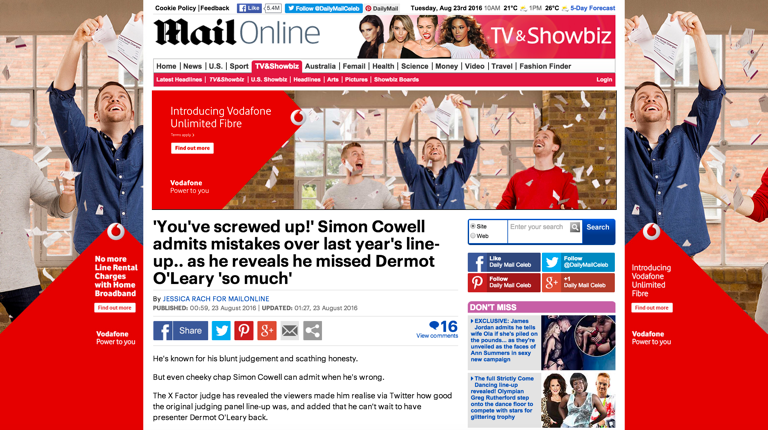 Cookie Policy | Feedback
Like 5.4M
Follow @DailyMailCeleb
DailyMail
Tuesday, Aug 23rd 2016 10AM 21°C 1PM 26°C 5-Day Forecast
Mail Online
TV&Showbiz
Home News U.S. Sport TV&Showbiz Australia Femail Health Science Money Video Travel Fashion Finder
Latest Headlines TV&Showbiz U.S. Showbiz Headlines Arts Pictures Showbiz Boards Login
Introducing Vodafone
Unlimited Fibre
Terms apply
Find out more
Vodafone
Power to you
'You've screwed up!' Simon Cowell
admits mistakes over last year's line-
up.. as he reveals he missed Dermot
O'Leary 'so much'
By JESSICA RACH FOR MAILONLINE
PUBLISHED: 00:59, 23 August 2016 | UPDATED: 01:27, 23 August 2016
Share
16
View comments
He's known for his blunt judgement and scathing honesty.
But even cheeky chap Simon Cowell can admit when he's wrong.
The X Factor judge has revealed the viewers made him realise via Twitter how good
the original judging panel line-up was, and added that he can't wait to have
presenter Dermot O'Leary back.
Site
Web
Enter your search
Search
Like
Daily Mail Celeb
Follow
@DailyMailCeleb
Follow
Daily Mail Celeb
+1
Daily Mail Celeb
DON'T MISS
EXCLUSIVE: James
Jordan admits he tells
wife Ola if she's piled on
the pounds... as they're
unveiled as the faces of
Ann Summers in sexy
new campaign
The full Strictly Come
Dancing line-up
revealed! Olympian
Greg Rutherford step
onto the dance floor to
compete with stars for
glittering trophy
No more
Line Rental
Charges
with Home
Broadband
Find out more
Vodafone
Power to you
Introducing
Vodafone
Unlimited
Fibre
Find out more
Vodafone
Power to you